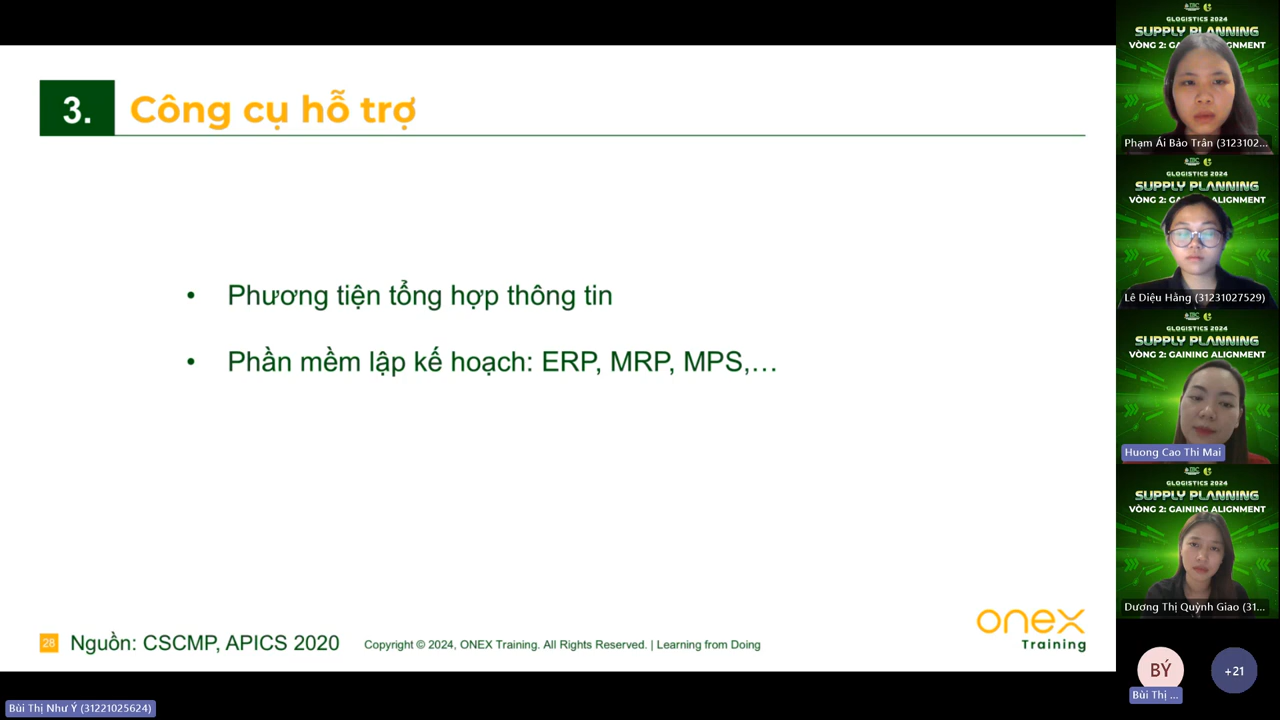 3.
Công cụ hỗ trợ
• Phương tiện tổng hợp thông tin
• Phần mềm lập kế hoạch: ERP, MRP, MPS,…
28
Nguồn: CSCMP, APICS 2020
Copyright © 2024, ONEX Training. All Rights Reserved. | Learning from Doing
onex
Training
Bùi Thị Như Ý (31221025624)
GLOGISTICS 2024
SUPPLY PLANNING
Phạm Ái Bảo Trân (3123102...
GLOGISTICS 2024
SUPPLY PLANNING
Lê Diệu Hằng (31231027529)
GLOGISTICS 2024
SUPPLY PLANNING
VÒNG 2: GAINING ALIGNMENT
Huong Cao Thi Mai
GLOGISTICS 2024
SUPPLY PLANNING
VÒNG 2: GAINING ALIGNMENT
Dương Thị Quỳnh Giao (31...
BÝ
Bùi Thị ...
+21